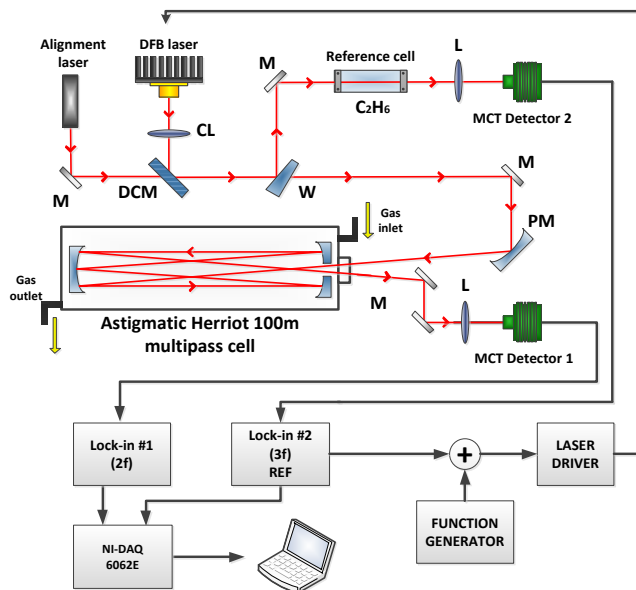 Alignment
laser
DFB laser
M
Reference cell
L
C₂H₆
MCT Detector 2
CL
M
DCM
W
M
PM
Gas
inlet
Gas
outlet
M
L
Astigmatic Herriot 100m
multipass cell
MCT Detector 1
Lock-in #1
(2f)
Lock-in #2
(3f)
REF
+
LASER
DRIVER
NI-DAQ
6062E
FUNCTION
GENERATOR